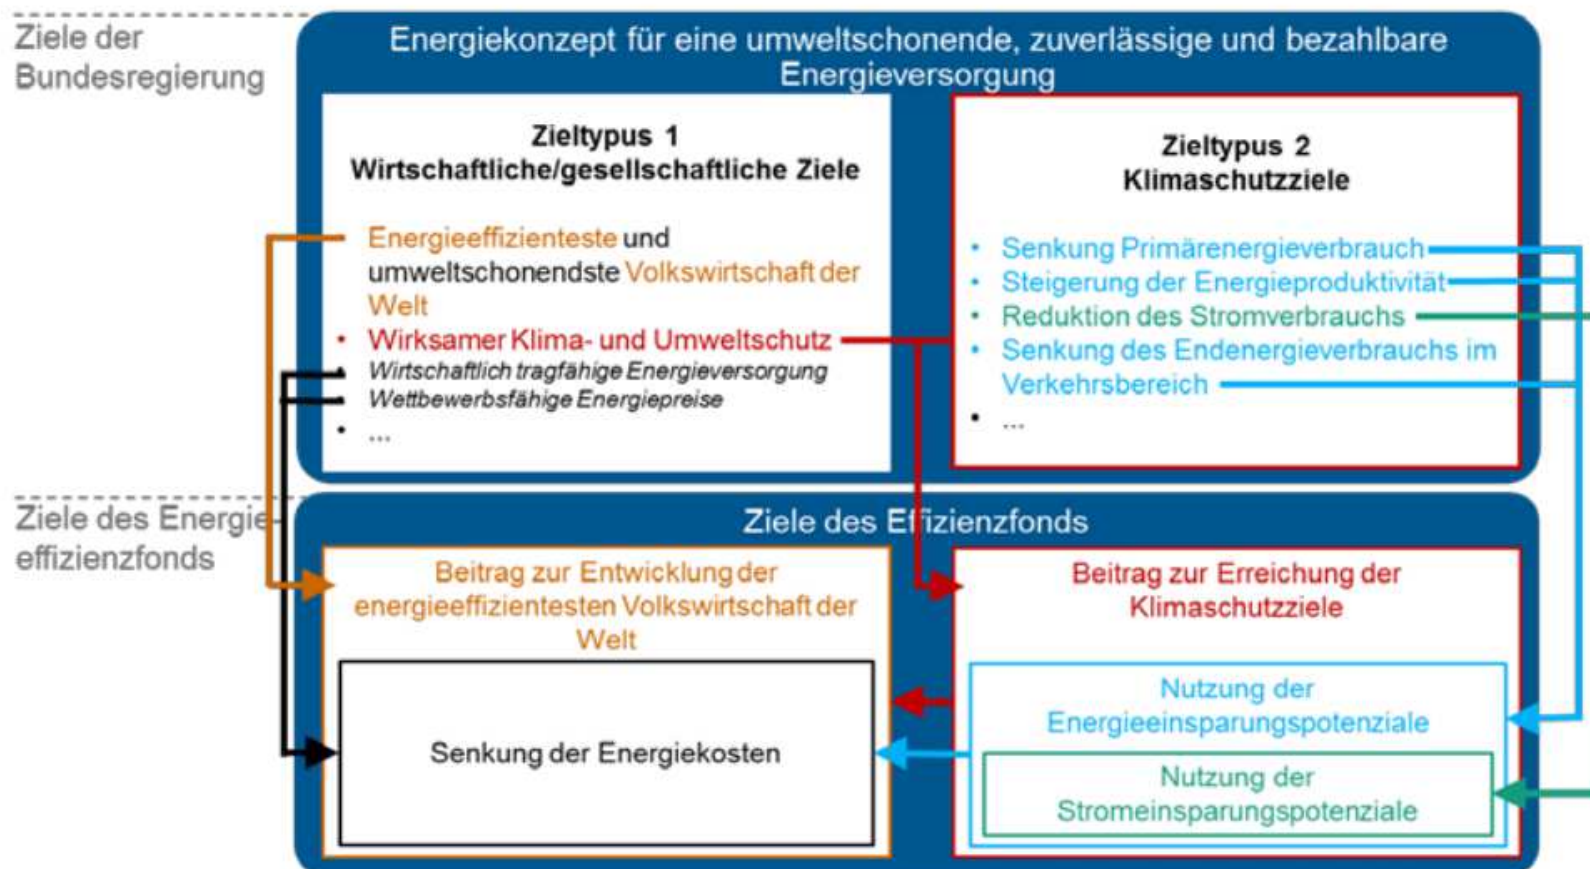 Ziele der
Bundesregierung
Energiekonzept für eine umweltschonende, zuverlässige und bezahlbare
Energieversorgung
Zieltypus 1
Wirtschaftliche/gesellschaftliche Ziele
• Energieeffizienteste und
umweltschonendste Volkswirtschaft der
Welt
• Wirksamer Klima- und Umweltschutz
• Wirtschaftlich tragfähige Energieversorgung
• Wettbewerbsfähige Energiepreise
• ...
Zieltypus 2
Klimaschutzziele
• Senkung Primärenergieverbrauch
• Steigerung der Energieproduktivität
• Reduktion des Stromverbrauchs
• Senkung des Endenergieverbrauchs im
Verkehrsbereich
• ...
Ziele des Energie-
effizienzfonds
Ziele des Effizienzfonds
Beitrag zur Entwicklung der
energieeffizientesten Volkswirtschaft der
Welt
Senkung der Energiekosten
Beitrag zur Erreichung der
Klimaschutzziele
Nutzung der
Energieeinsparungspotenziale
Nutzung der
Stromeinsparungspotenziale